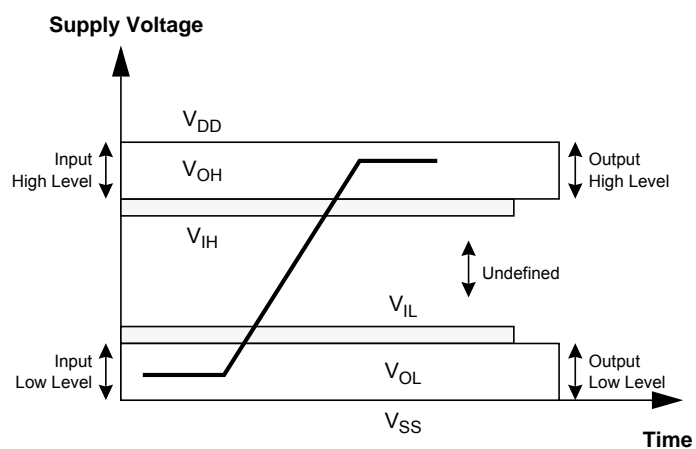 Supply Voltage
VDD
Input
High Level
VOH
Output
High Level
VIH
Undefined
VIL
Input
Low Level
VOL
Output
Low Level
VSS
Time